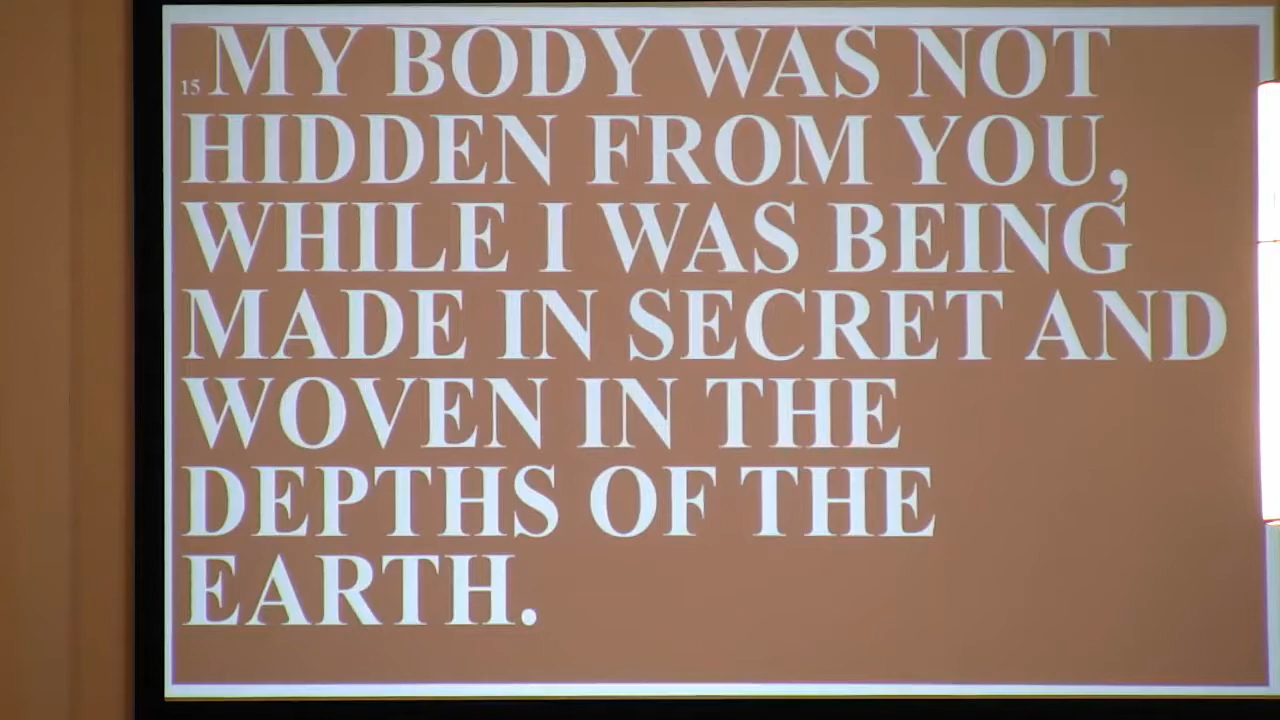 15 MY BODY WAS NOT
HIDDEN FROM YOU,
WHILE I WAS BEING
MADE IN SECRET AND
WOVEN IN THE
DEPTHS OF THE
EARTH.